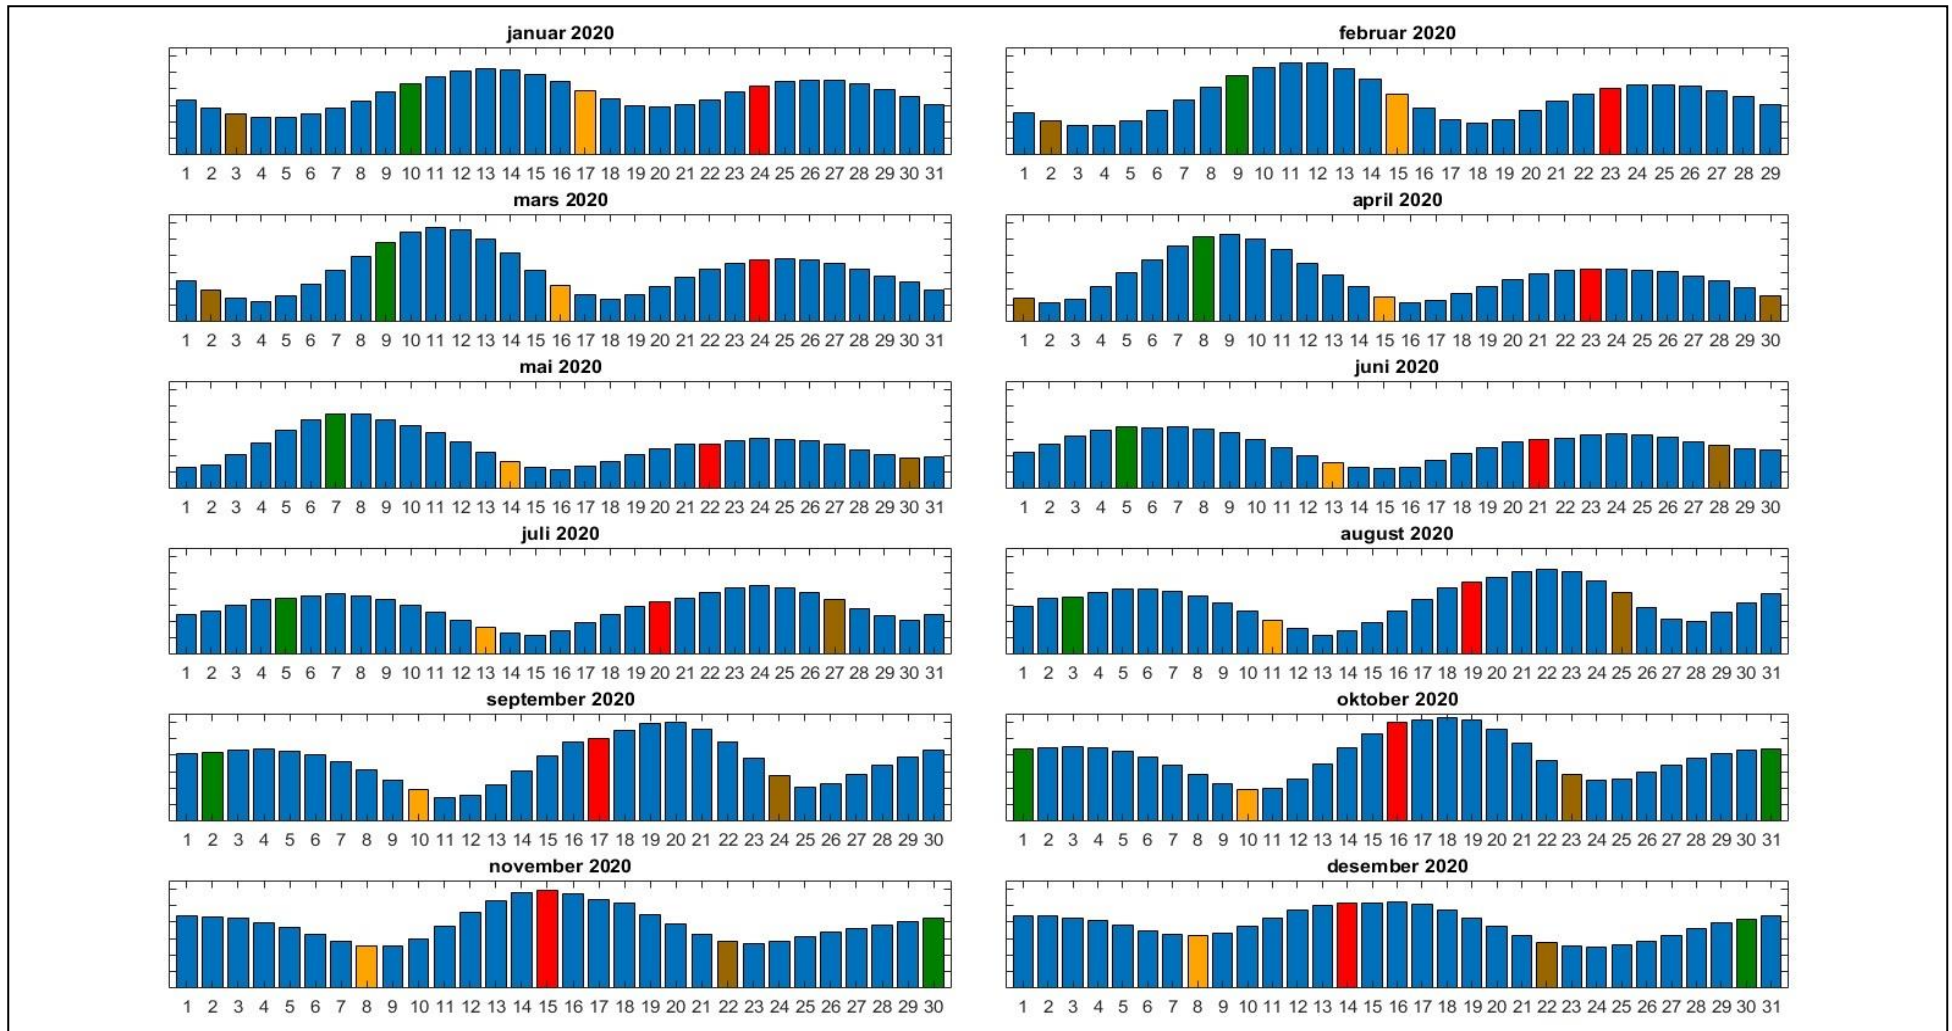 januar 2020
1 2 3 4 5 6 7 8 9 10 11 12 13 14 15 16 17 18 19 20 21 22 23 24 25 26 27 28 29 30 31
februar 2020
1 2 3 4 5 6 7 8 9 10 11 12 13 14 15 16 17 18 19 20 21 22 23 24 25 26 27 28 29
mars 2020
1 2 3 4 5 6 7 8 9 10 11 12 13 14 15 16 17 18 19 20 21 22 23 24 25 26 27 28 29 30 31
april 2020
1 2 3 4 5 6 7 8 9 10 11 12 13 14 15 16 17 18 19 20 21 22 23 24 25 26 27 28 29 30
mai 2020
1 2 3 4 5 6 7 8 9 10 11 12 13 14 15 16 17 18 19 20 21 22 23 24 25 26 27 28 29 30 31
juni 2020
1 2 3 4 5 6 7 8 9 10 11 12 13 14 15 16 17 18 19 20 21 22 23 24 25 26 27 28 29 30
juli 2020
1 2 3 4 5 6 7 8 9 10 11 12 13 14 15 16 17 18 19 20 21 22 23 24 25 26 27 28 29 30 31
august 2020
1 2 3 4 5 6 7 8 9 10 11 12 13 14 15 16 17 18 19 20 21 22 23 24 25 26 27 28 29 30 31
september 2020
1 2 3 4 5 6 7 8 9 10 11 12 13 14 15 16 17 18 19 20 21 22 23 24 25 26 27 28 29 30
oktober 2020
1 2 3 4 5 6 7 8 9 10 11 12 13 14 15 16 17 18 19 20 21 22 23 24 25 26 27 28 29 30 31
november 2020
1 2 3 4 5 6 7 8 9 10 11 12 13 14 15 16 17 18 19 20 21 22 23 24 25 26 27 28 29 30
desember 2020
1 2 3 4 5 6 7 8 9 10 11 12 13 14 15 16 17 18 19 20 21 22 23 24 25 26 27 28 29 30 31